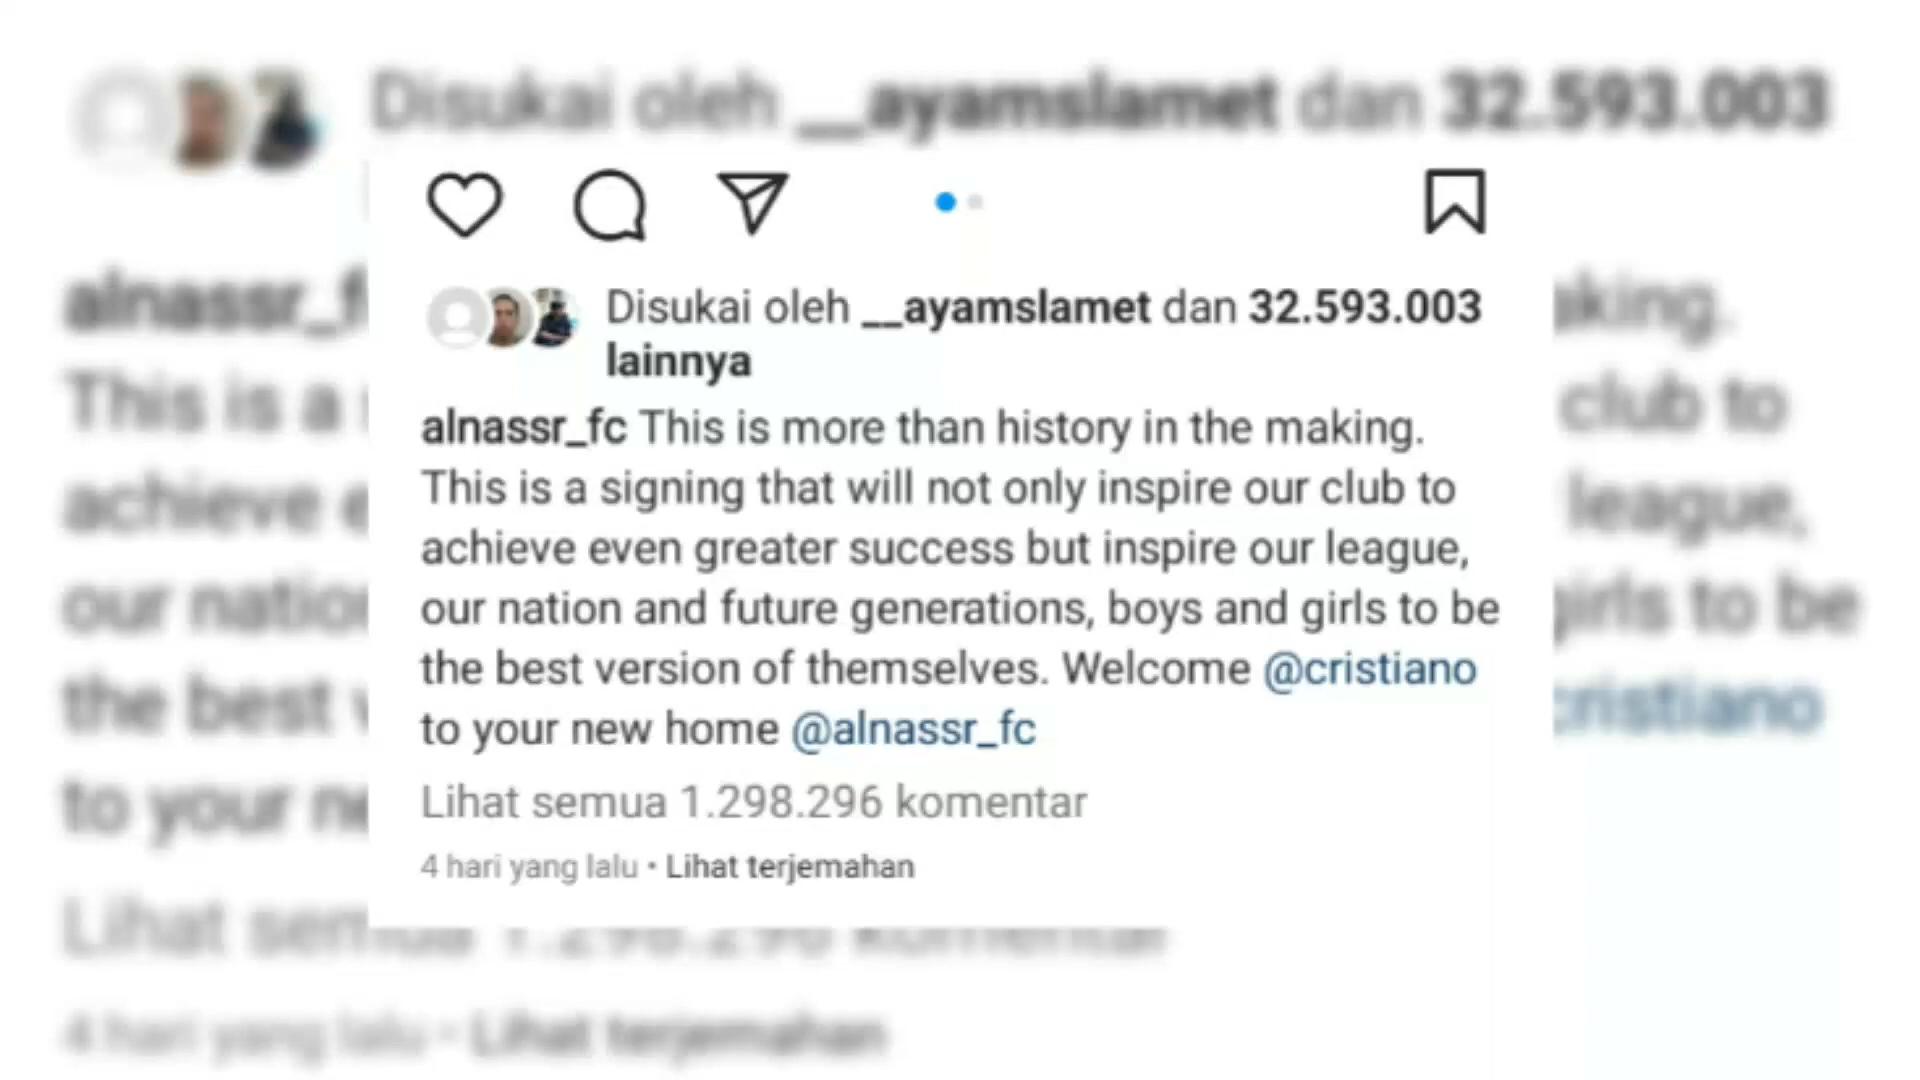 Disukai oleh __ayamslamet dan 32.593.003
lainnya
alnassr_fc This is more than history in the making.
This is a signing that will not only inspire our club to
achieve even greater success but inspire our league,
our nation and future generations, boys and girls to be
the best version of themselves. Welcome @cristiano
to your new home @alnassr_fc
Lihat semua 1.298.296 komentar
4 hari yang lalu • Lihat terjemahan